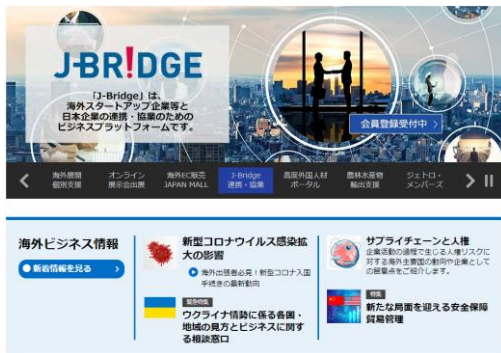 J-BR!DGE
「J-Bridge」は、
海外スタートアップ企業等と
日本企業の連携・協業のための
ビジネスプラットフォームです。
会員登録受付中
海外展開
個別支援
オンライン
展示会出展
海外EC販売
JAPAN MALL
J-Bridge
連携・協業
高度外国人材
ポータル
農林水産物
輸出支援
ジェトロ・
メンバーズ
海外ビジネス情報
新着情報を見る
新型コロナウイルス感染拡
大の影響
海外出張者必見！新型コロナ入国
手続きの最新動向
緊急特集
ウクライナ情勢に係る各国・
地域の見方とビジネスに関す
る相談窓口
サプライチェーンと人権
企業活動の過程で生じる人権リスクに
対する海外主要国の動向や企業として
の留意点をご紹介します。
特集
新たな局面を迎える安全保障
貿易管理